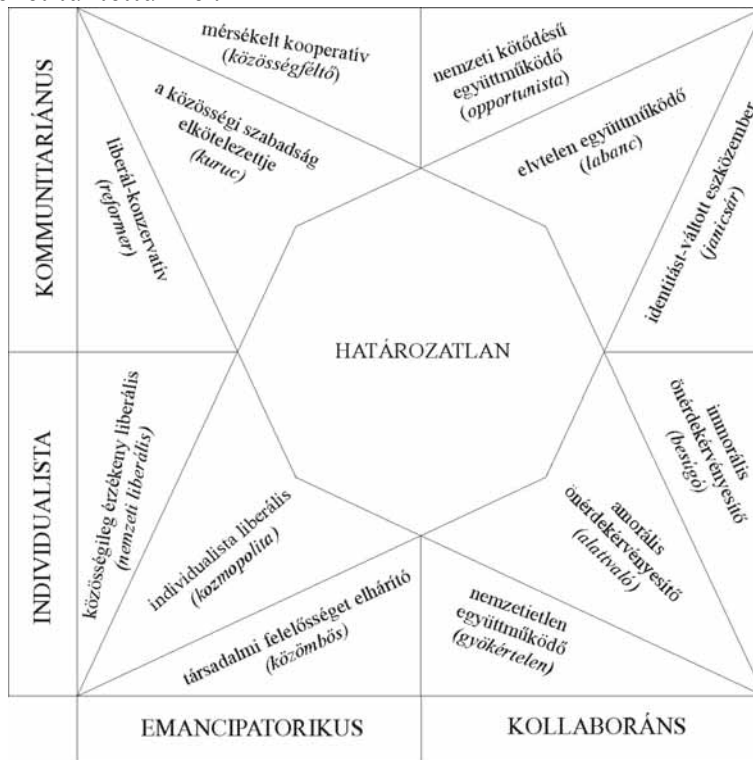 KOMMUNITARIÁNUS
mérsékelt kooperatív
(közösségféltő)
a közösségi szabadság
elkötelezettje
(kuruc)
liberál-konzervatív
(reformer)
nemzeti kötődésű
együttműködő
(opportunista)
elvtelen együttműködő
(labanc)
identitást-váltott eszközember
(janicsár)
HATÁROZATLAN
INDIVIDUALISTA
közösségileg érzékeny liberális
(nemzeti liberális)
individualista liberális
(kozmopolita)
társadalmi felelősséget elhárító
(közömbös)
immorális
önérdekérvényesítő
(besúgó)
amorális
önérdekérvényesítő
(alattvaló)
nemzetietlen
együttműködő
(gyökértelen)
EMANCIPATORIKUS
KOLLABORÁNS